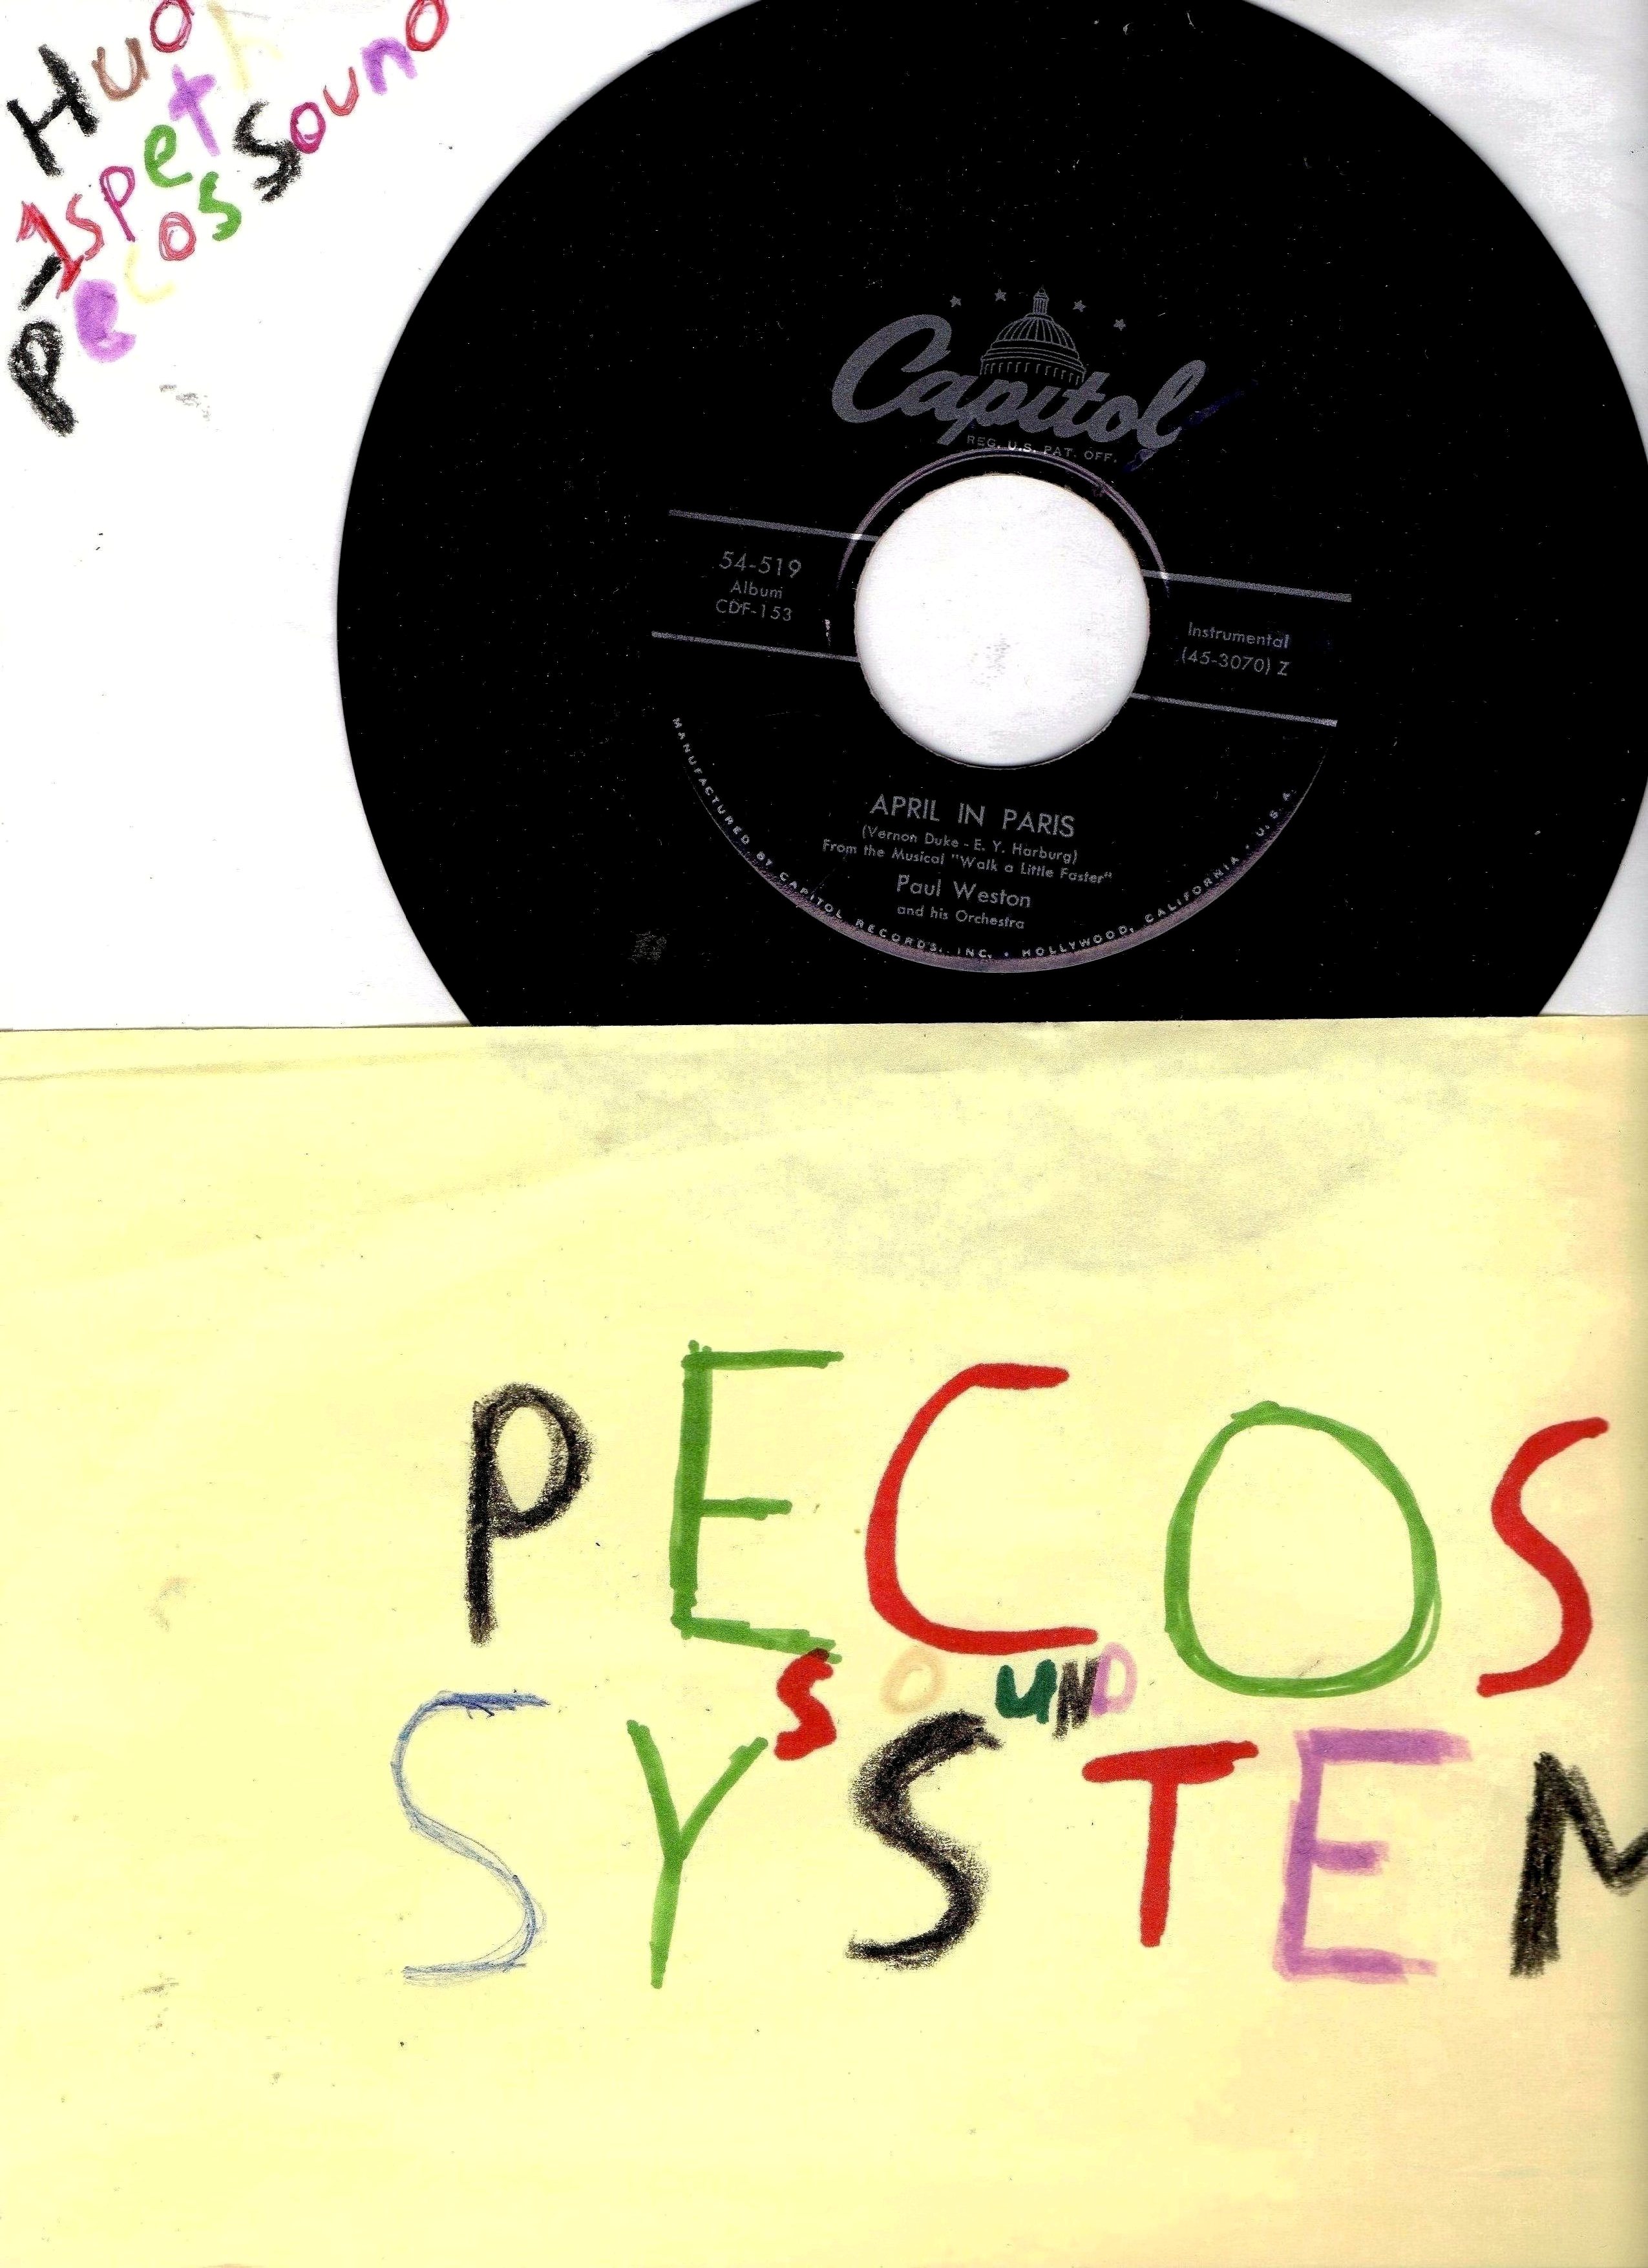 Huo
-1spet
Pecos Sound
Capitol
REG. U.S. PAT. OFF.
54-519
Album
CDF-153
Instrumental
(45-3070) Z
APRIL IN PARIS
(Vernon Duke - E. Y. Harburg)
From the Musical "Walk a Little Faster"
Paul Weston
and his Orchestra
MANUFACTURED BY CAPITOL RECORDS, INC. • HOLLYWOOD, CALIFORNIA • U. S. A.
PECOS
SOUND
SYSTEM